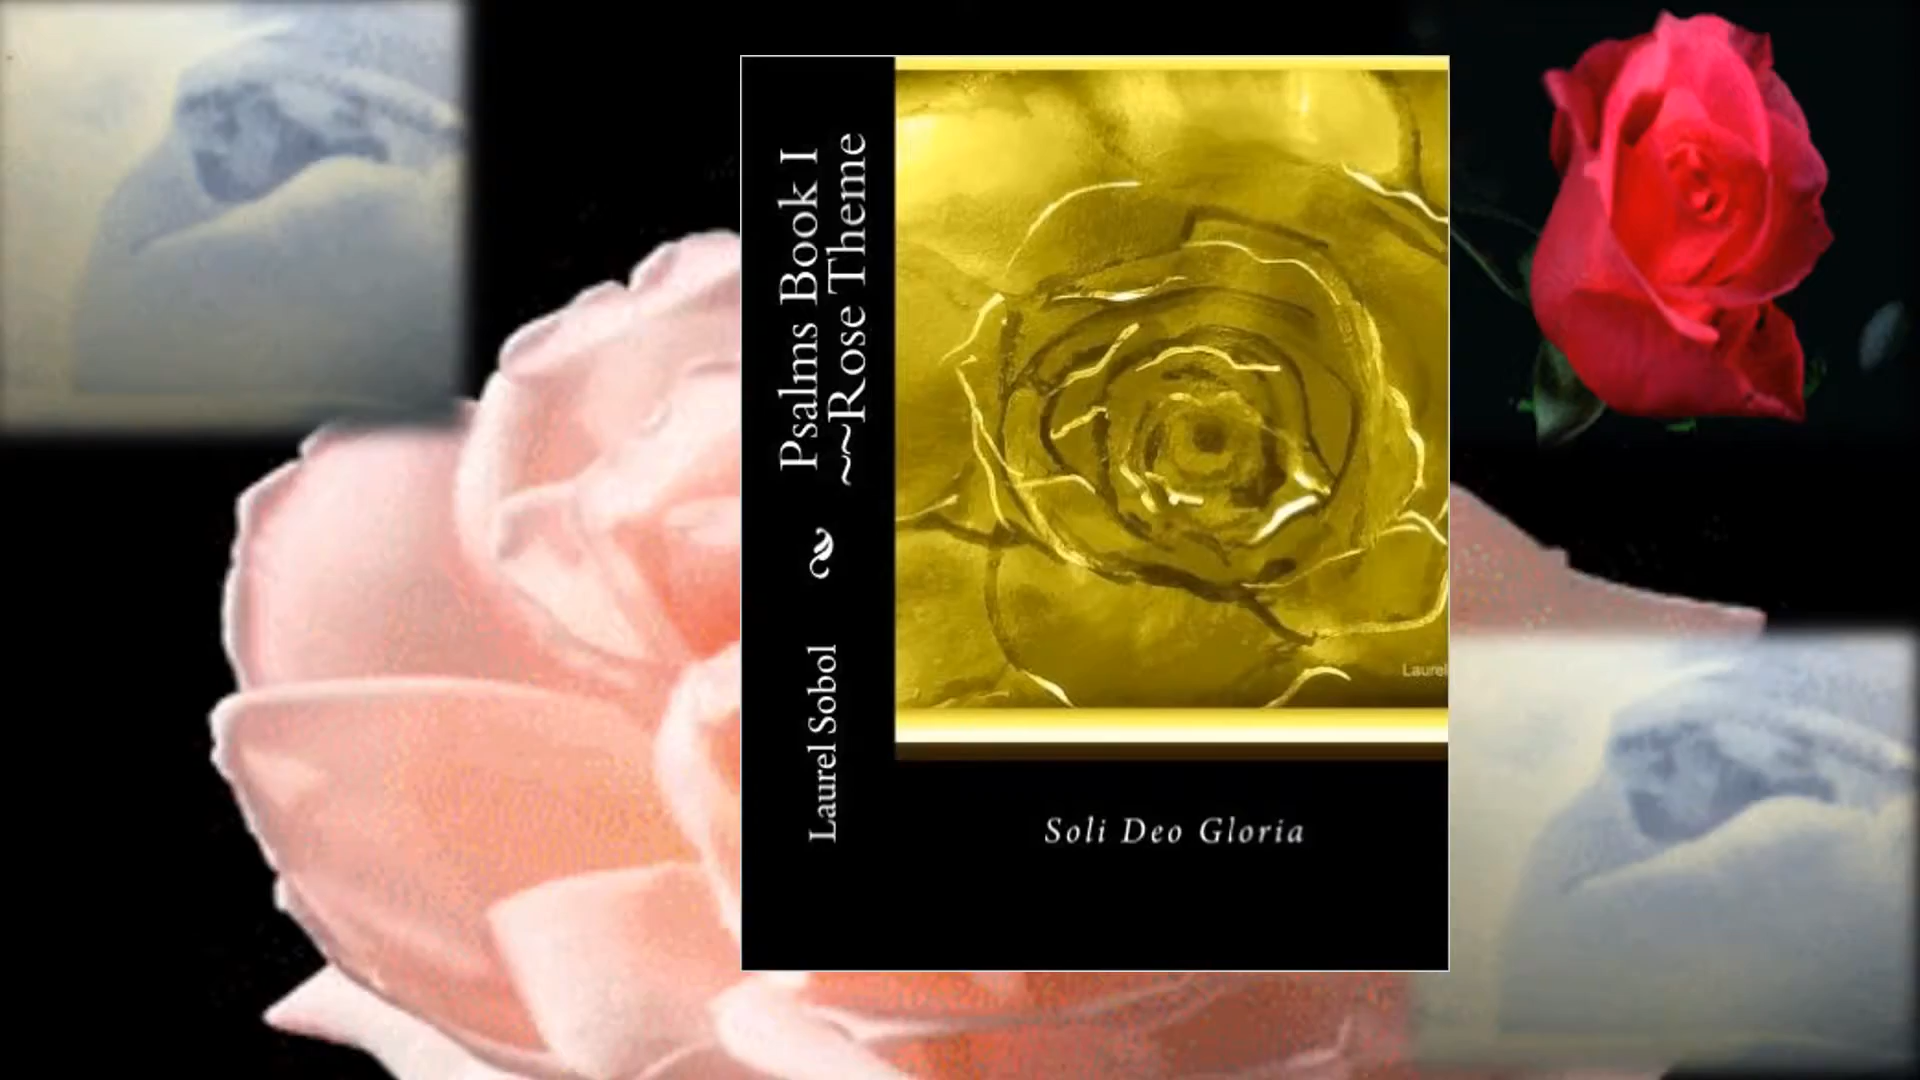 Psalms Book I
~~Rose Theme
Laurel Sobol
Laurel
Soli Deo Gloria